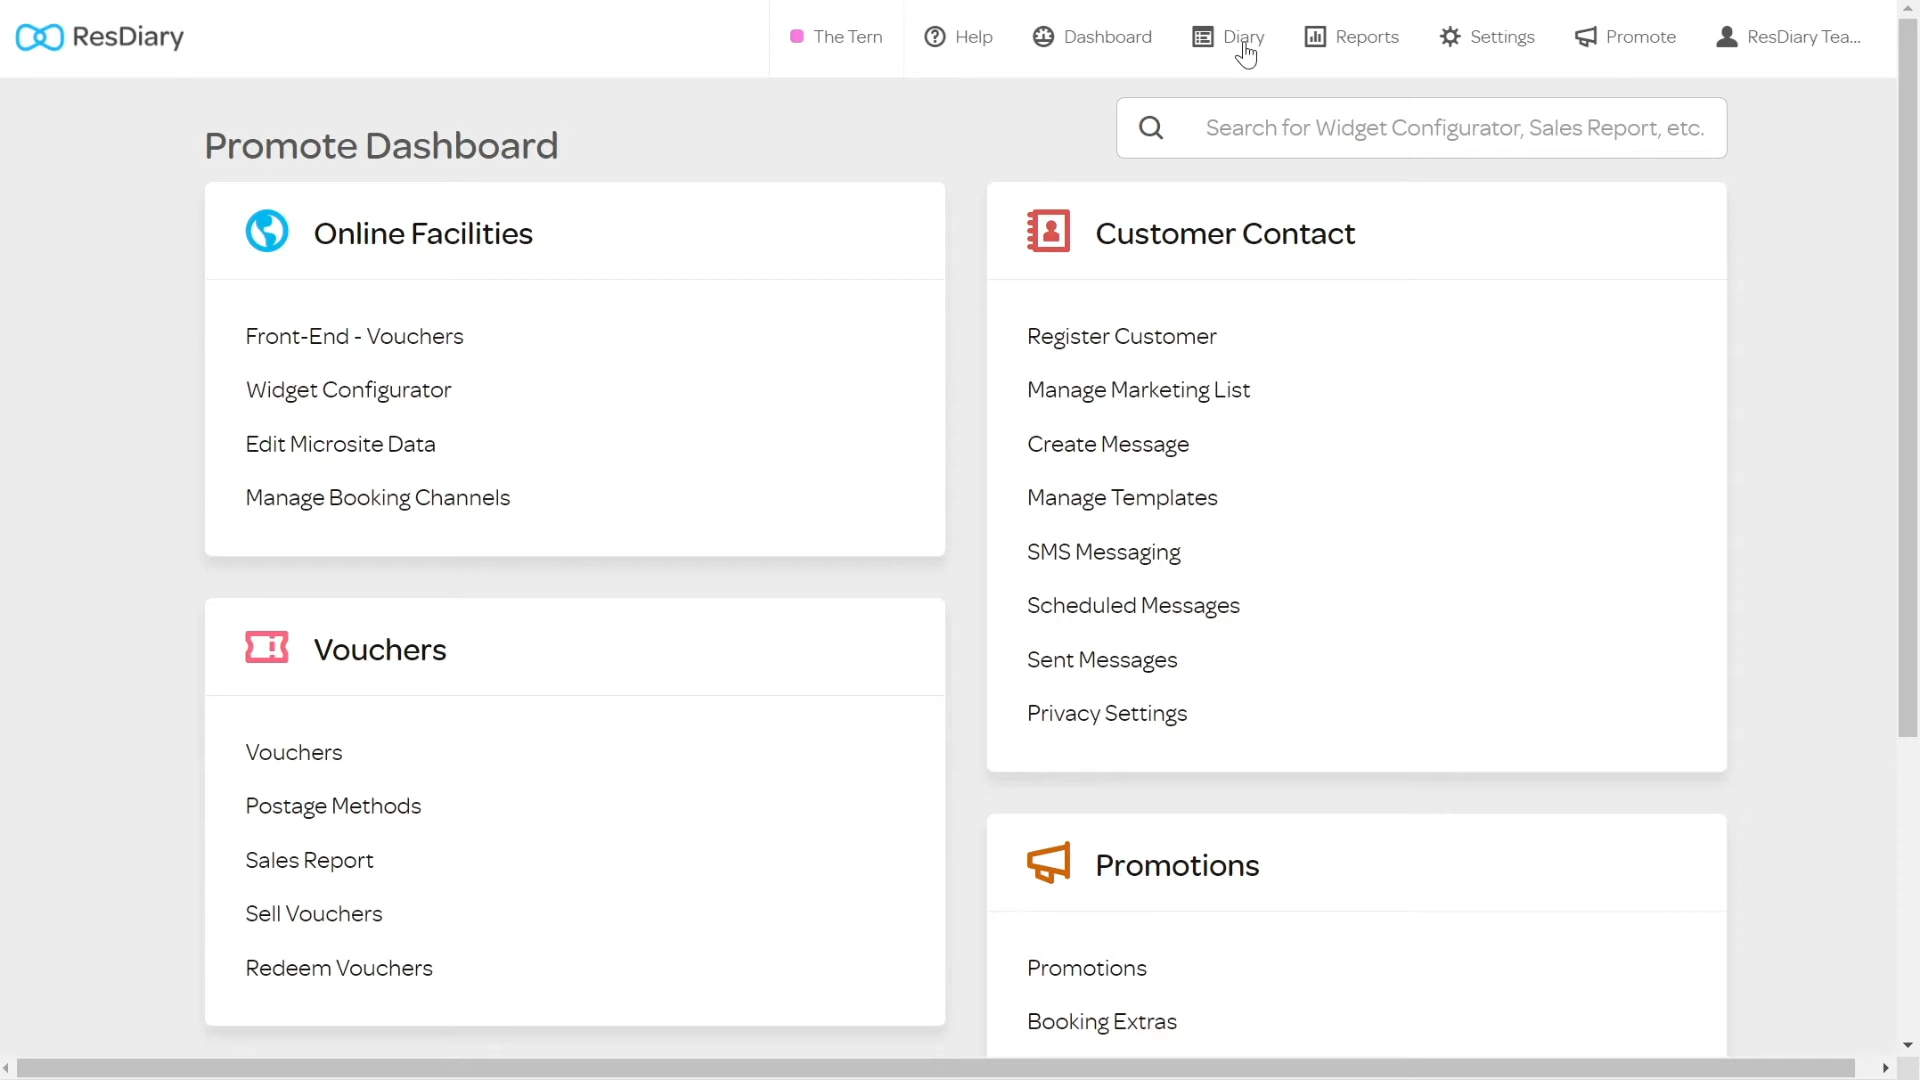 ResDiary
The Tern
Help
Dashboard
Diary
Reports
Settings
Promote
ResDiary Tea...
Promote Dashboard
Search for Widget Configurator, Sales Report, etc.
Online Facilities
Front-End - Vouchers
Widget Configurator
Edit Microsite Data
Manage Booking Channels
Vouchers
Vouchers
Postage Methods
Sales Report
Sell Vouchers
Redeem Vouchers
Customer Contact
Register Customer
Manage Marketing List
Create Message
Manage Templates
SMS Messaging
Scheduled Messages
Sent Messages
Privacy Settings
Promotions
Promotions
Booking Extras